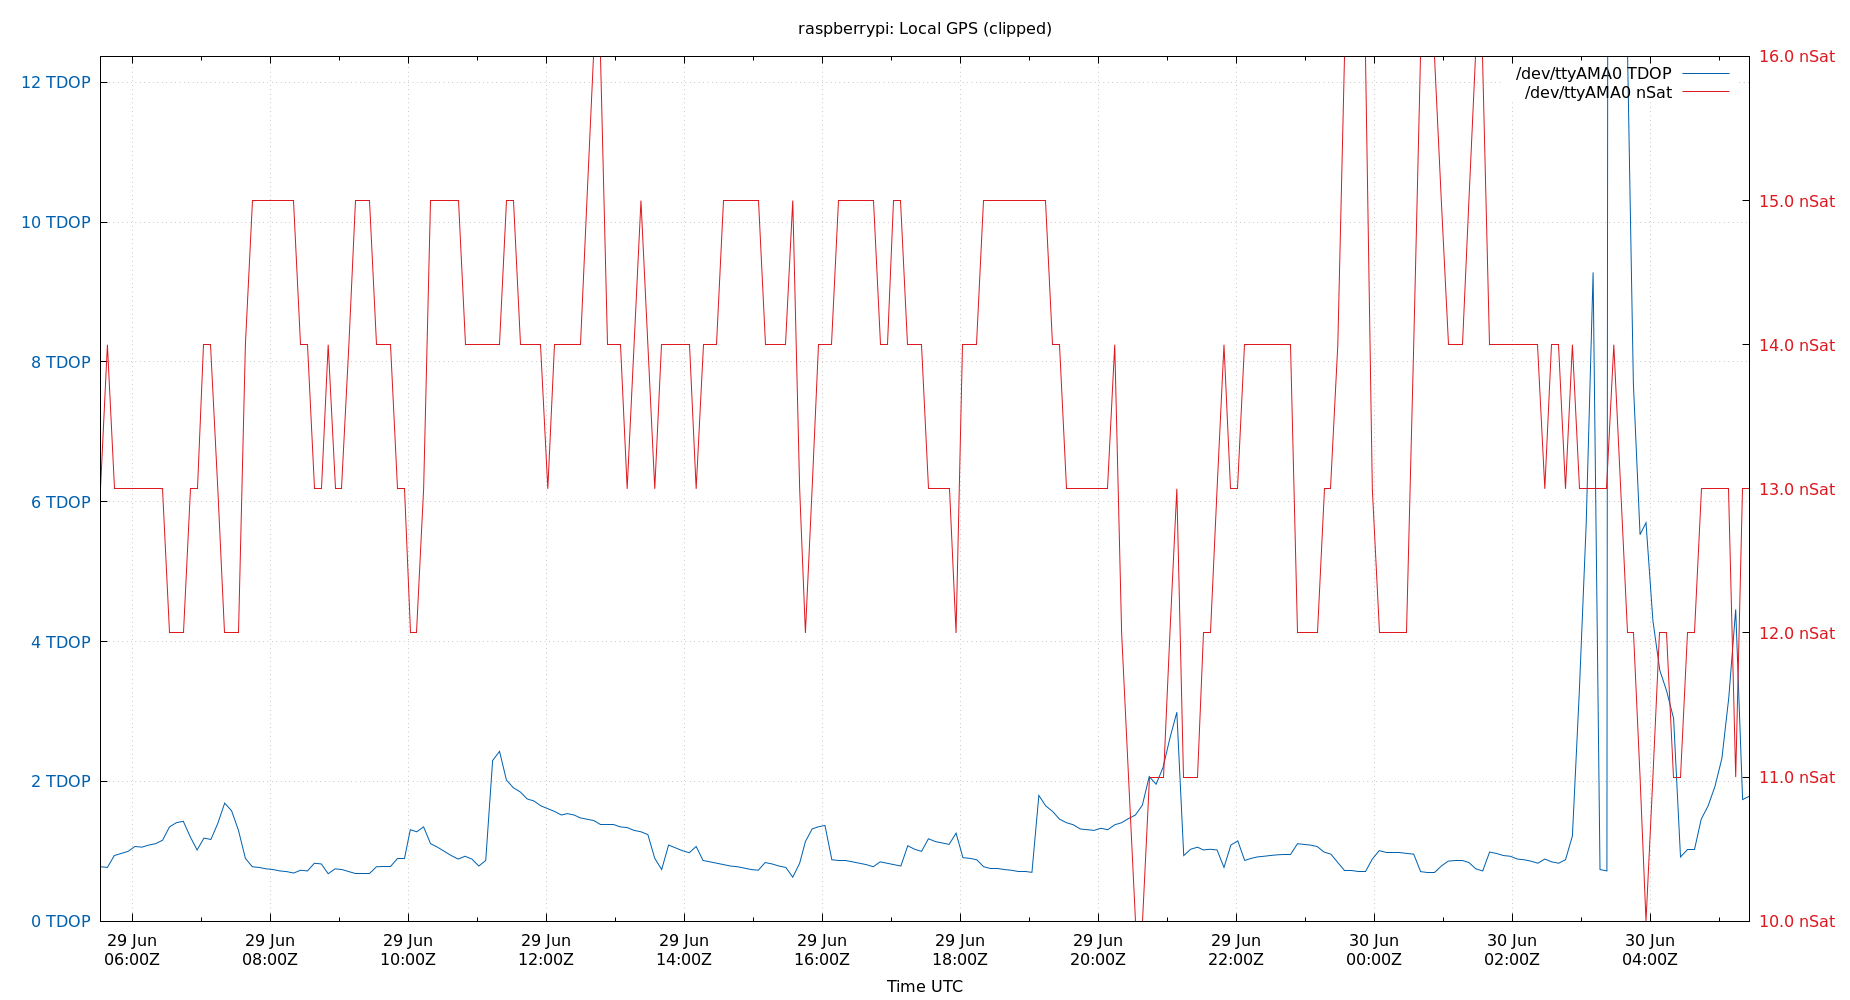 raspberrypi: Local GPS (clipped)
12 TDOP
10 TDOP
8 TDOP
6 TDOP
4 TDOP
2 TDOP
0 TDOP
16.0 nSat
15.0 nSat
14.0 nSat
13.0 nSat
12.0 nSat
11.0 nSat
10.0 nSat
/dev/ttyAMA0 TDOP
/dev/ttyAMA0 nSat
29 Jun
06:00Z
29 Jun
08:00Z
29 Jun
10:00Z
29 Jun
12:00Z
29 Jun
14:00Z
29 Jun
16:00Z
29 Jun
18:00Z
29 Jun
20:00Z
29 Jun
22:00Z
30 Jun
00:00Z
30 Jun
02:00Z
30 Jun
04:00Z
Time UTC